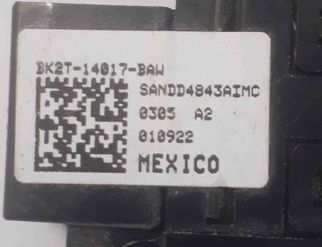 BK2T-14017-BAW
SANDD4843AIMC
0305 A2
010922
MEXICO